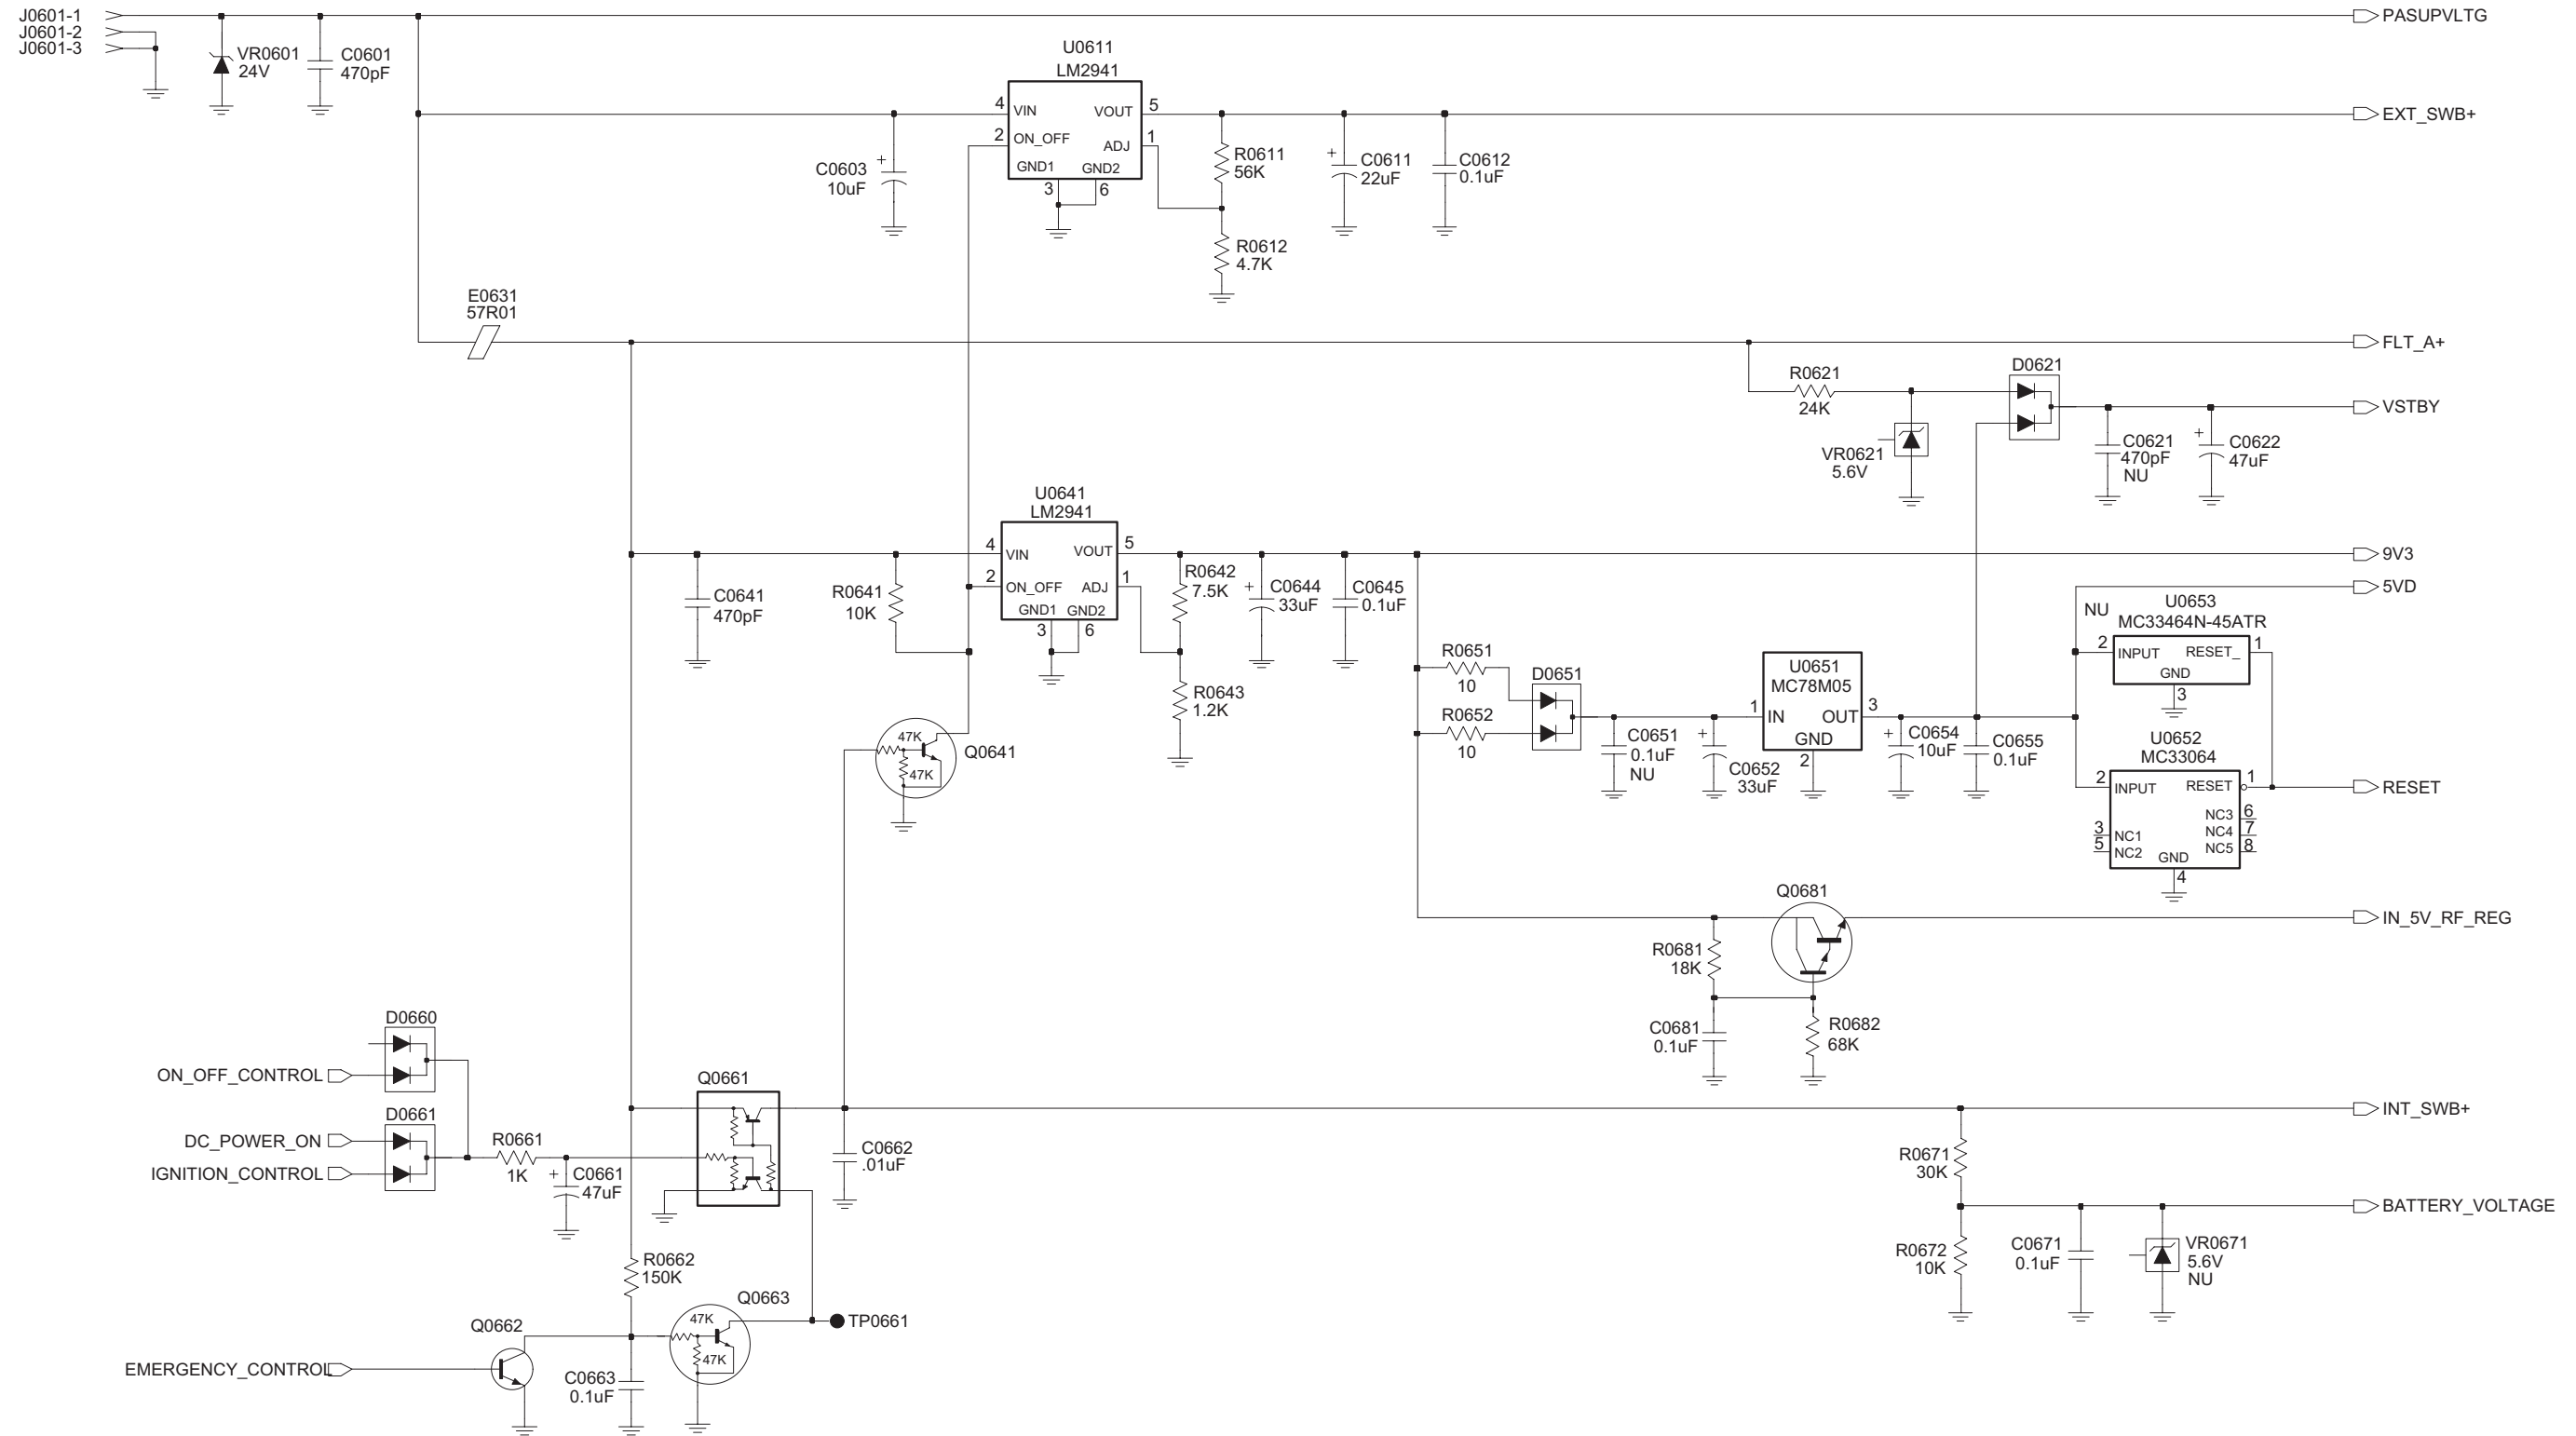 J0601-1
J0601-2
J0601-3
VR0601
24V
C0601
470pF
PASUPVLTG
U0611
LM2941
4
VIN
VOUT
5
2
ON_OFF
ADJ
1
GND1
GND2
3
6
C0603
+
10uF
R0611
56K
R0612
4.7K
+
C0611
22uF
C0612
0.1uF
EXT_SWB+
E0631
57R01
FLT_A+
R0621
24K
D0621
VR0621
5.6V
VSTBY
C0621
470pF
NU
+
C0622
47uF
U0641
LM2941
4
VIN
VOUT
5
2
ON_OFF
ADJ
1
GND1
GND2
3
6
C0641
470pF
R0641
10K
R0642
7.5K
R0643
1.2K
+
C0644
33uF
C0645
0.1uF
9V3
5VD
47K
47K
Q0641
R0651
10
R0652
10
D0651
C0651
0.1uF
NU
+
C0652
33uF
U0651
MC78M05
1
IN
OUT
3
GND
2
+
C0654
10uF
C0655
0.1uF
NU
U0653
MC33464N-45ATR
2
INPUT
RESET_
1
GND
3
U0652
MC33064
2
INPUT
RESET
1
NC3
6
3
NC1
NC4
7
5
NC2
NC5
8
GND
4
RESET
Q0681
IN_5V_RF_REG
R0681
18K
C0681
0.1uF
R0682
68K
D0660
ON_OFF_CONTROL
D0661
DC_POWER_ON
IGNITION_CONTROL
R0661
1K
+
C0661
47uF
Q0661
C0662
.01uF
INT_SWB+
R0671
30K
BATTERY_VOLTAGE
R0672
10K
C0671
0.1uF
VR0671
5.6V
NU
R0662
150K
Q0663
47K
47K
TP0661
Q0662
EMERGENCY_CONTROL
C0663
0.1uF